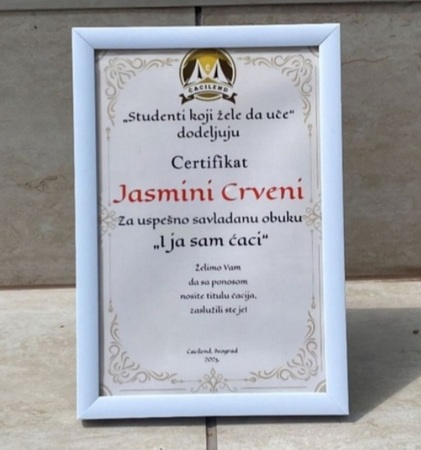 ĆACILEND
„Studenti koji žele da uče“
dodeljuju
Certifikat
Jasmini Crveni
Za uspešno savladanu obuku
„I ja sam ćaci“
Želimo Vam
da sa ponosom
nosite titulu ćacija,
zaslužili ste je!
Ćacilend, Beograd